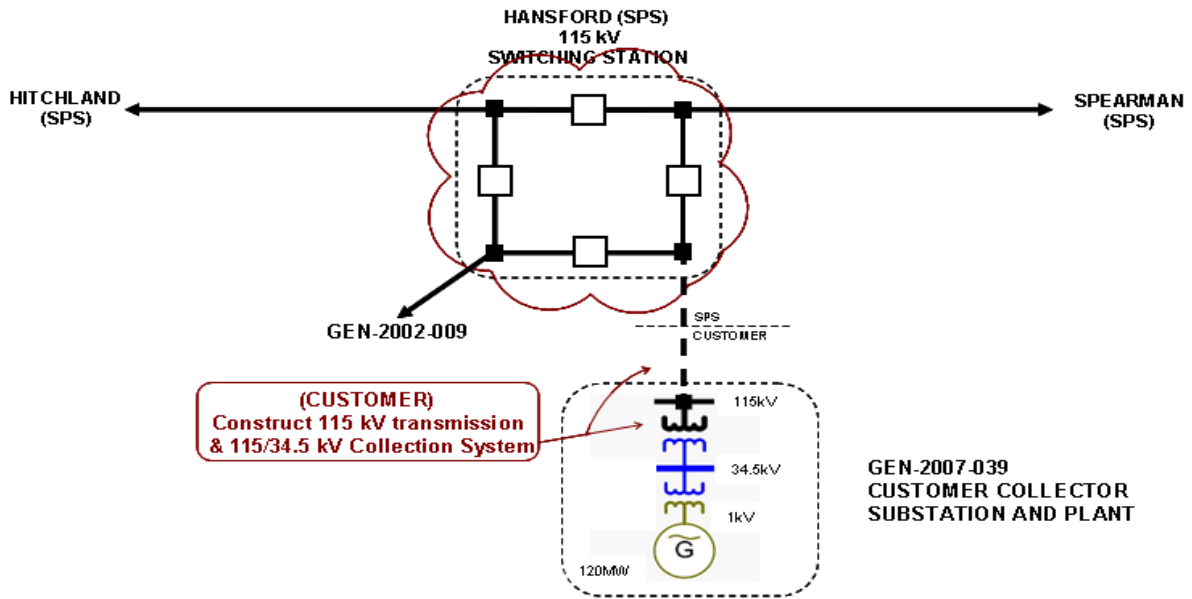 HANSFORD (SPS)
115 kV
SWITCHING STATION
HITCHLAND
(SPS)
SPEARMAN
(SPS)
GEN-2002-009
SPS
CUSTOMER
(CUSTOMER)
Construct 115 kV transmission
& 115/34.5 kV Collection System
115kV
34.5kV
1kV
G
120MW
GEN-2007-039
CUSTOMER COLLECTOR
SUBSTATION AND PLANT